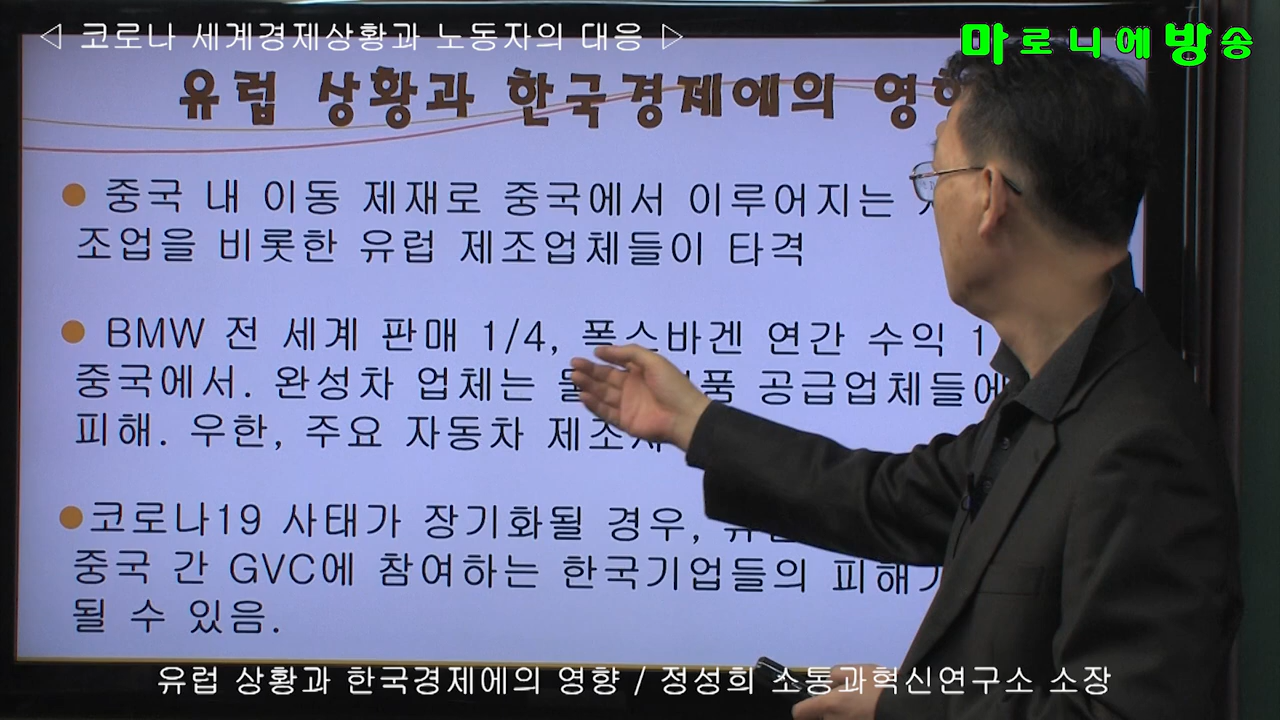 ◁ 코로나 세계경제상황과 노동자의 대응 ▷
마로니에방송
유럽 상황과 한국경제에의
중국 내 이동 제재로 중국에서 이루어지는
조업을 비롯한 유럽 제조업체들이 타격
BMW 전 세계 판매 1/4, 폭스바겐 연간 수익
중국에서. 완성차 업체는 공급업체들에
피해. 우한, 주요 자동차
코로나19 사태가 장기화될 경우,
중국 간 GVC에 참여하는 한국기업들의
될 수 있음.
유럽 상황과 한국경제에의 영향 / 정성희 소통과혁신연구소 소장